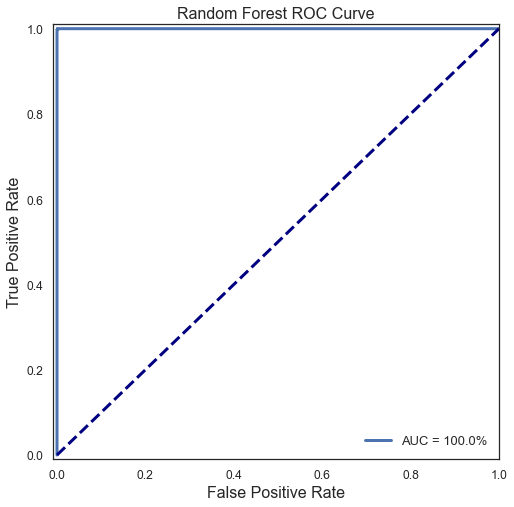 Random Forest ROC Curve
1.0
0.8
0.6
0.4
0.2
0.0
True Positive Rate
AUC = 100.0%
0.0 0.2 0.4 0.6 0.8 1.0
False Positive Rate